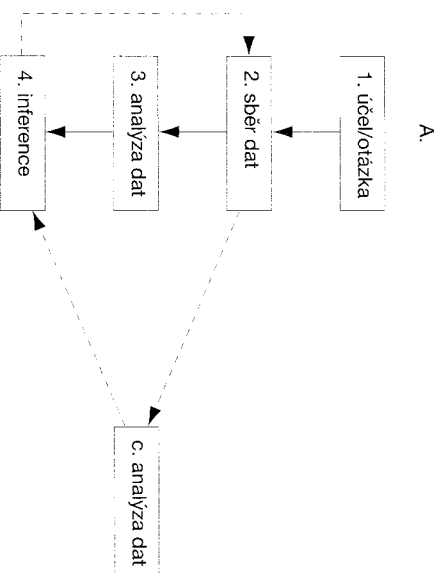 A.
1. účel/otázka
2. sběr dat
3. analýza dat
c. analýza dat
4. inference